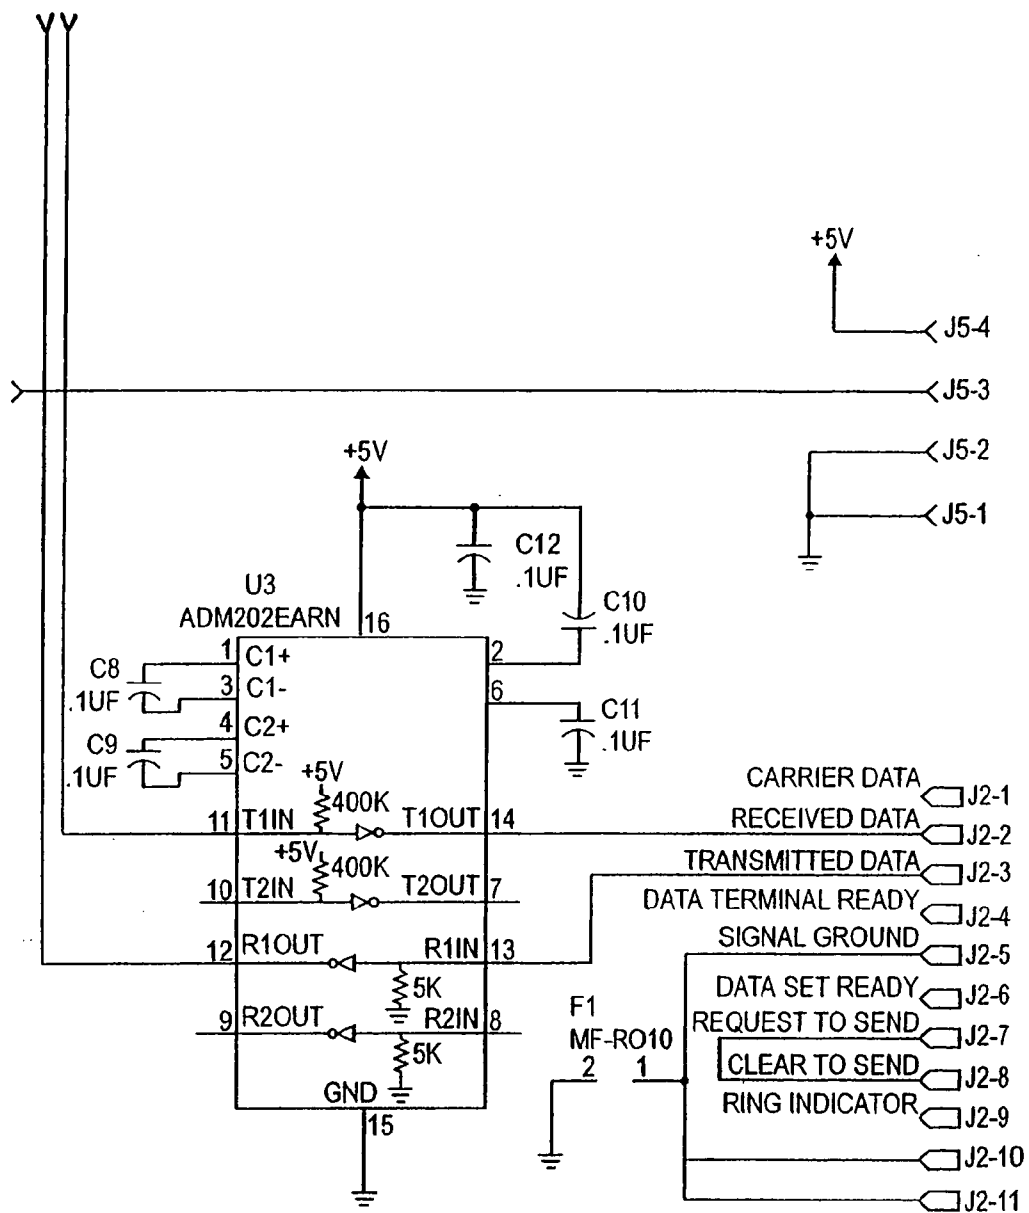 +5V
J5-4
J5-3
J5-2
J5-1
+5V
C12
.1UF
C10
.1UF
U3
ADM202EARN
16
1 C1+
2
C8
.1UF
3 C1-
6
C11
.1UF
4 C2+
C9
.1UF
5 C2-
+5V
400K
11 T1IN
T1OUT 14
+5V
400K
10 T2IN
T2OUT 7
12 R1OUT
R1IN 13
5K
9 R2OUT
R2IN 8
5K
GND
15
CARRIER DATA J2-1
RECEIVED DATA J2-2
TRANSMITTED DATA J2-3
DATA TERMINAL READY J2-4
SIGNAL GROUND J2-5
DATA SET READY J2-6
F1
MF-RO10
2 1
REQUEST TO SEND J2-7
CLEAR TO SEND J2-8
RING INDICATOR J2-9
J2-10
J2-11